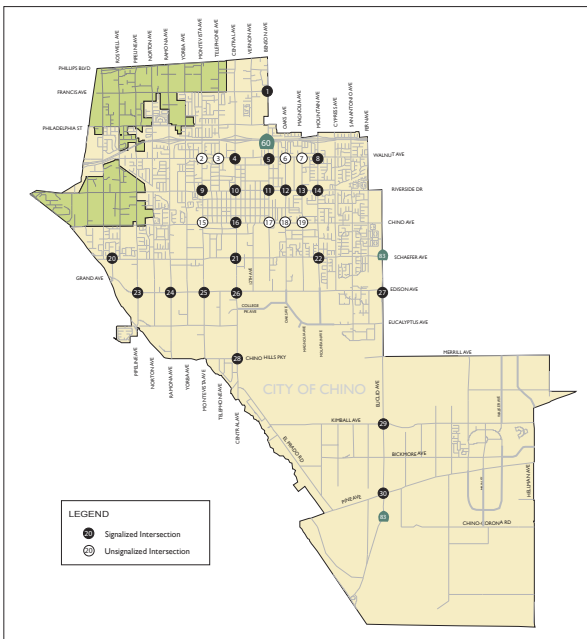 ROSWELL AVE
PIPELINE AVE
NORTON AVE
RAMONA AVE
YORBA AVE
MONTEVISTA AVE
TELEPHONE AVE
CENTRAL AVE
VERNON AVE
BENSON AVE
PHILLIPS BLVD
FRANCIS AVE
1
OAKS AVE
MAGNOLIA AVE
MOUNTAIN AVE
CYPRESS AVE
SAN ANTONIO AVE
FERN AVE
PHILADELPHIA ST
60
WALNUT AVE
2
3
4
5
6
7
8
RIVERSIDE DR
9
10
11
12
13
14
CHINO AVE
15
16
17
18
19
83
SCHAEFER AVE
20
21
22
GRAND AVE
EDISON AVE
23
24
25
26
27
COLLEGE
PK AVE
EUCALYPTUS AVE
PIPELINE AVE
NORTON AVE
RAMONA AVE
YORBA AVE
MONTEVISTA AVE
TELEPHONE AVE
CENTRAL AVE
28
CHINO HILLS PKY
MERRILL AVE
CITY OF CHINO
EUCLID AVE
KIMBALL AVE
29
EL PRADO RD
BICKMORE AVE
HELLMAN AVE
PINE AVE
30
83
CHINO-CORONA RD
LEGEND
20 Signalized Intersection
20 Unsignalized Intersection